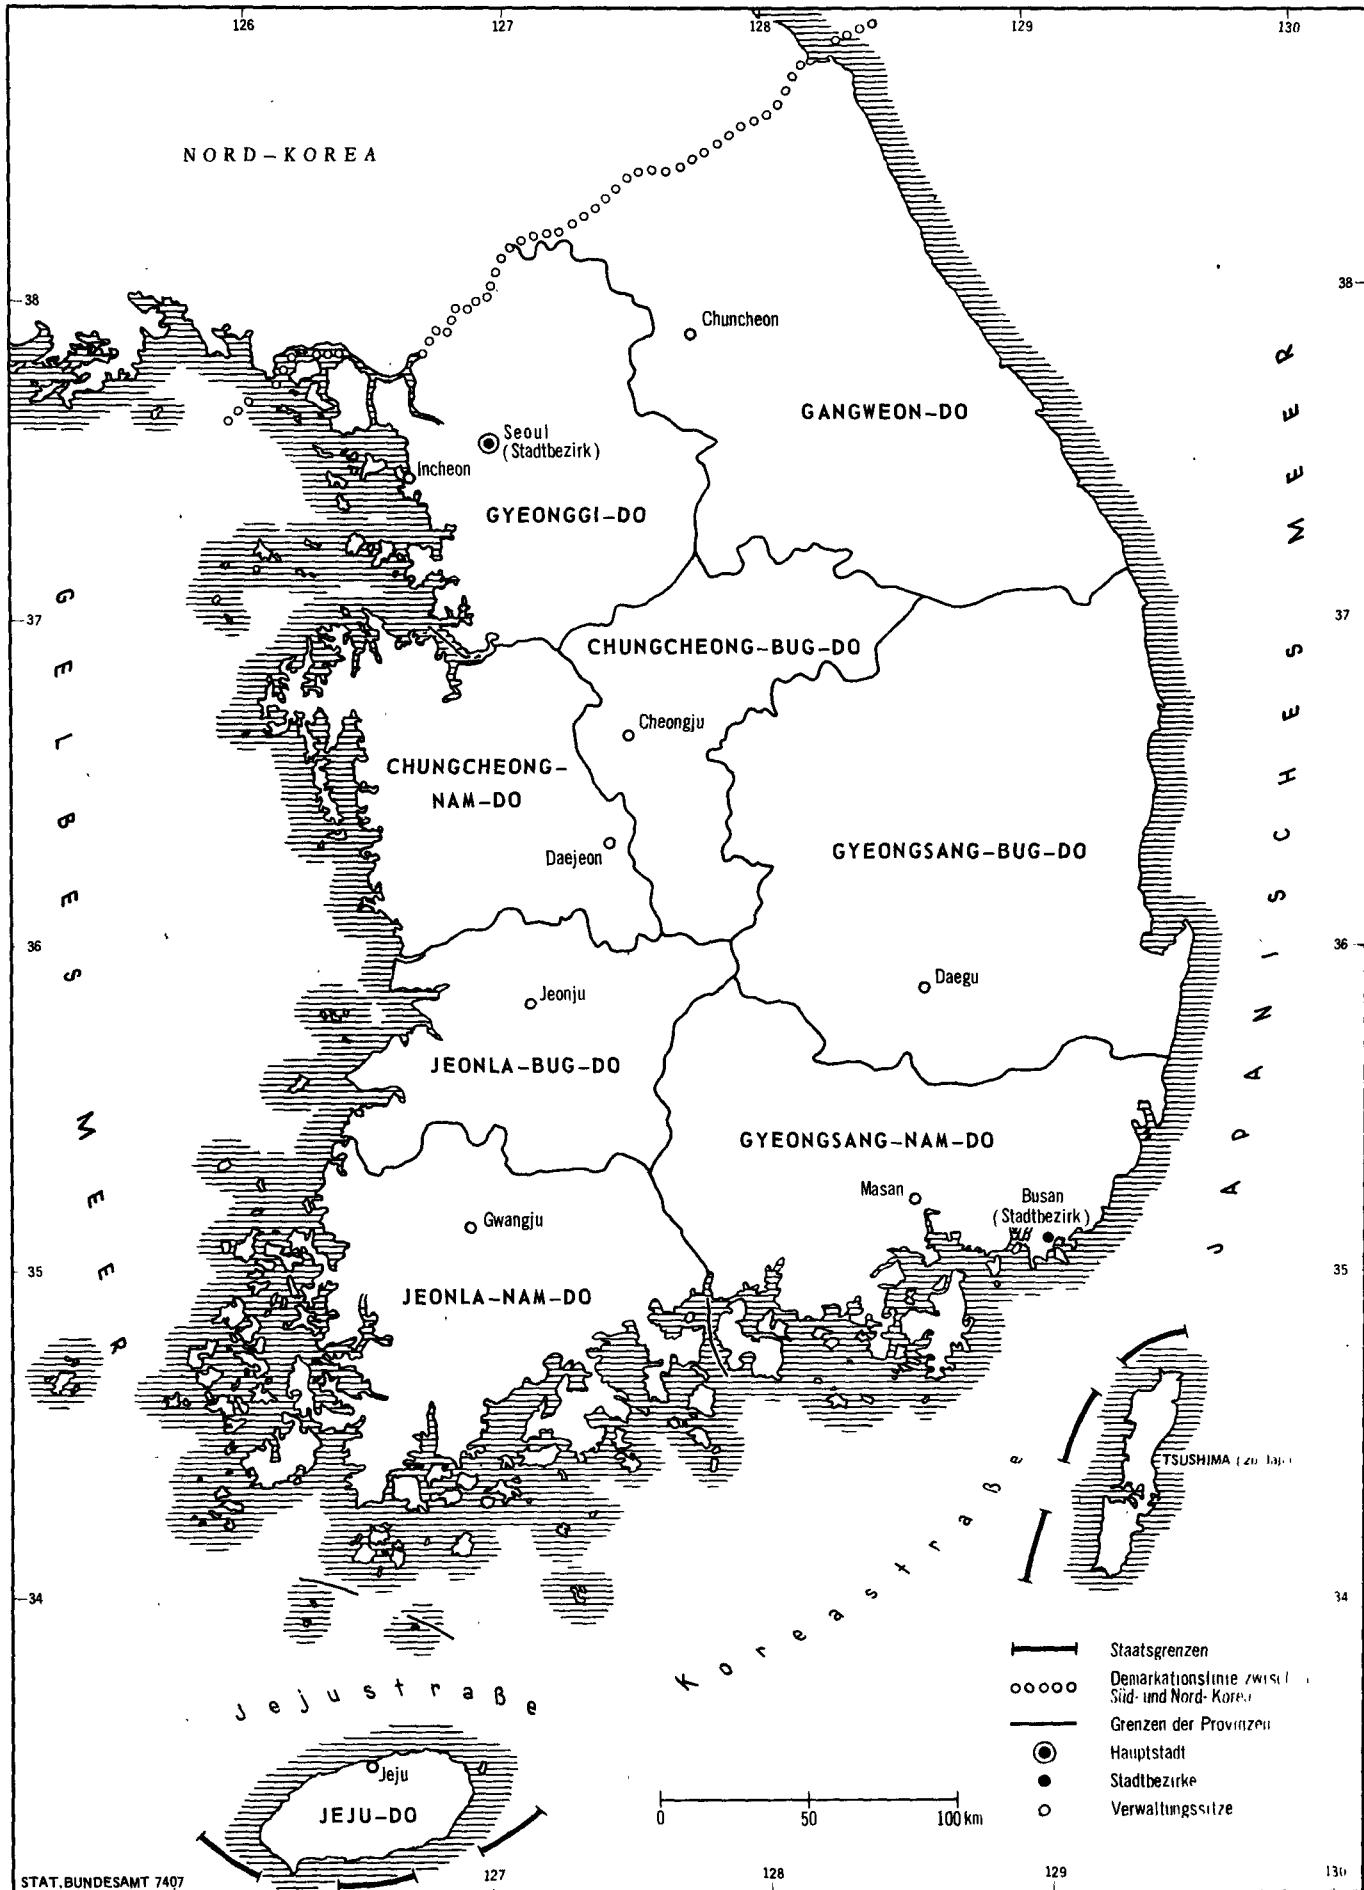 126 127 128 129 130
NORD-KOREA
38 38
Chuncheon
GANGWEON-DO
Seoul
(Stadtbezirk)
Incheon
GYEONGGI-DO
37 37
CHUNGCHEONG-BUG-DO
Cheongju
CHUNGCHEONG-
NAM-DO
Daejeon
GYEONGSANG-BUG-DO
GELBES MEER
JAPANISCHES MEER
36 36
Daegu
Jeonju
JEONLA-BUG-DO
GYEONGSANG-NAM-DO
Masan
Busan
(Stadtbezirk)
Gwangju
35 35
JEONLA-NAM-DO
TSUSHIMA (zu
Koreastraße
34 34
Jejustraße
Jeju
JEJU-DO
Staatsgrenzen
Demarkationslinie
Süd- und Nord-Korea
Grenzen der Provinzen
Hauptstadt
Stadtbezirke
Verwaltungssitze
0 50 100 km
127 128 129 130
STAT. BUNDESAMT 7407